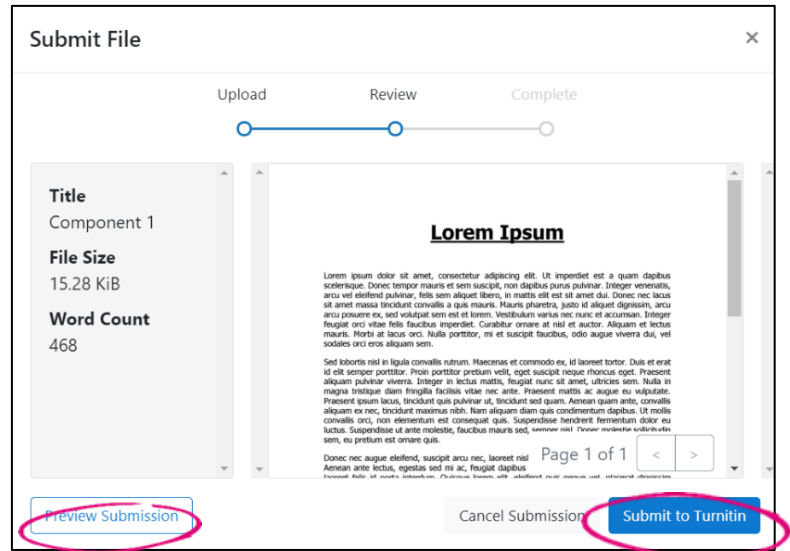 Submit File
×
Upload Review Complete
Title
Component 1
File Size
15.28 KiB
Word Count
468
Lorem Ipsum
Lorem ipsum dolor sit amet, consectetur adipiscing elit. Ut imperdiet est a quam dapibus
scelerisque. Donec tempor mauris et sem suscipit, non dapibus purus pulvinar. Integer venenatis,
arcu vel eleifend pulvinar, felis sem aliquet libero, in mattis elit est sit amet dui. Donec nec lacus
sit amet massa tincidunt convallis a quis mauris. Mauris pharetra, justo id aliquet dignissim, arcu
arcu posuere ex, sed volutpat sem est et lorem. Vestibulum varius nec nunc et accumsan. Integer
feugiat orci vitae felis faucibus imperdiet. Curabitur ornare at nisl et auctor. Aliquam et lectus
mauris. Morbi at lacus orci. Nulla porttitor, mi et suscipit faucibus, odio augue viverra dui, vel
sodales orci eros aliquam sem.
Sed lobortis nisl in ligula convallis rutrum. Maecenas et commodo ex, id laoreet tortor. Duis et erat
id elit semper porttitor. Proin porttitor pretium velit, eget suscipit neque rhoncus eget. Praesent
aliquam pulvinar viverra. Integer in lectus mattis, feugiat nunc sit amet, ultricies sem. Nulla in
magna tristique diam fringilla facilisis vitae nec ante. Praesent mattis ac augue eu vulputate.
Praesent ipsum lacus, tincidunt quis pulvinar ut, tincidunt sed quam. Aenean quam ante, convallis
aliquam ex nec, tincidunt maximus nibh. Nam aliquam diam quis condimentum dapibus. Ut mollis
convallis orci, non elementum est consequat quis. Suspendisse hendrerit fermentum dolor eu
luctus. Suspendisse ut ante molestie, faucibus mauris sed, semper nisl. Donec molestie sollicitudin
sem, eu pretium est ornare quis.
Donec nec augue eleifend, suscipit arcu nec, laoreet nisl
Aenean ante lectus, egestas sed mi ac, feugiat dapibus
Page 1 of 1 < >
Preview Submission Cancel Submission Submit to Turnitin